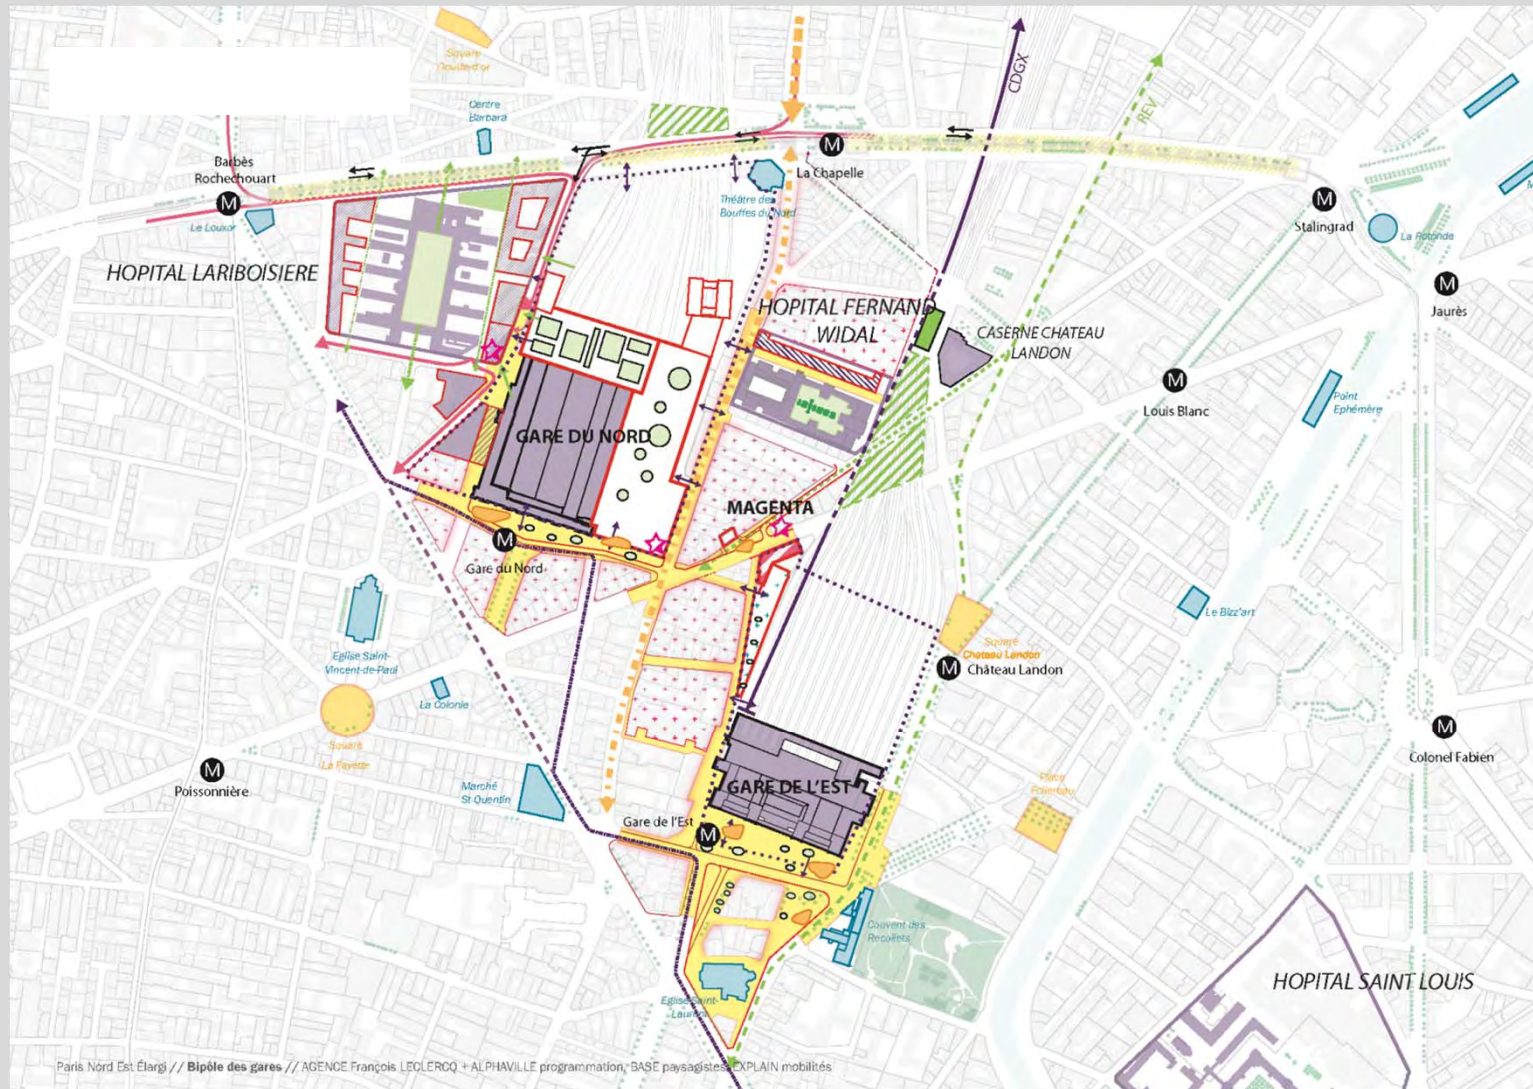 Square
Centre
Barbara
CDGX
REV
Barbès
Rochechouart
M
Le Louxor
M
La Chapelle
Théâtre des
Bouffes du Nord
M
Stalingrad
La Rotonde
HOPITAL LARIBOISIERE
M
Jaurès
HOPITAL FERNAND
WIDAL
CASERNE CHATEAU
LANDON
M
Louis Blanc
Point
Ephémère
GARE DU NORD
MAGENTA
M
Gare du Nord
Le Bizz'art
Square
Chateau Landon
M
Château Landon
Eglise Saint-
Vincent-de-Paul
La Colonie
Square
La Fayette
M
Poissonnière
M
Colonel Fabien
Marché
St Quentin
GARE DE L'EST
Gare de l'Est
M
Place
Couvent des
Recollets
HOPITAL SAINT LOUIS
Eglise Saint-
Laurent
Paris Nord Est Élargi // Bipôle des gares // AGENCE François LECLERCQ + ALPHAVILLE programmation, BASE paysagistes, EXPLAIN mobilités